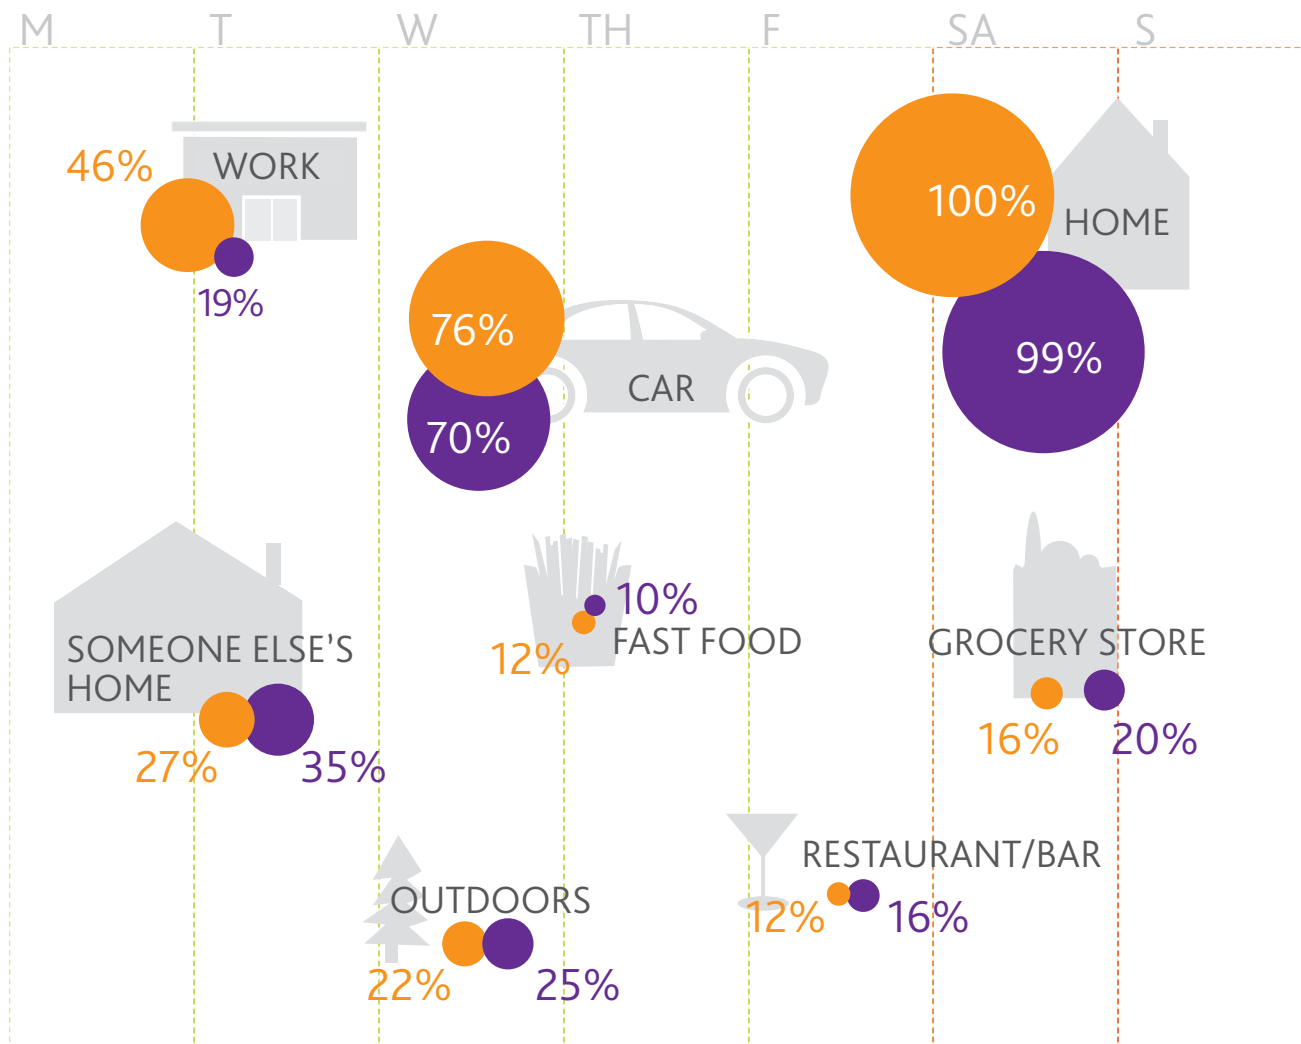 M T W TH F SA S
46%
WORK
19%
100%
HOME
99%
76%
CAR
70%
SOMEONE ELSE'S
HOME
27%
35%
10%
FAST FOOD
12%
GROCERY STORE
16%
20%
RESTAURANT/BAR
12%
16%
OUTDOORS
22%
25%